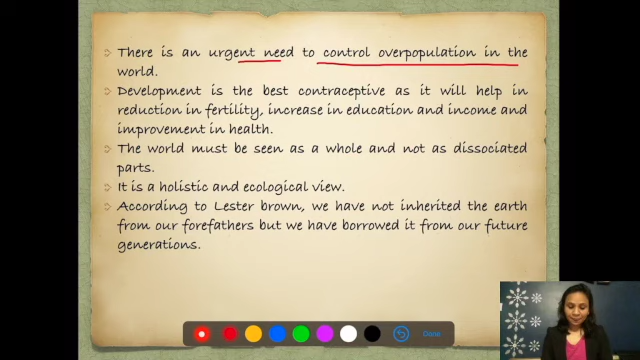 There is an urgent need to control overpopulation in the
world.
Development is the best contraceptive as it will help in
reduction in fertility, increase in education and income and
improvement in health.
The world must be seen as a whole and not as dissociated
parts.
It is a holistic and ecological view.
According to Lester brown, we have not inherited the earth
from our forefathers but we have borrowed it from our future
generations.
Done